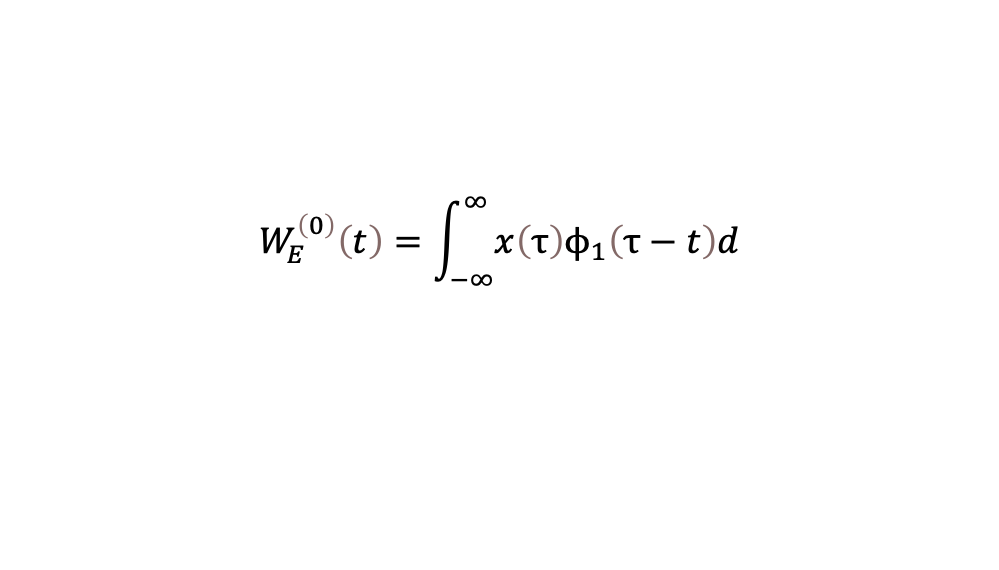 W_E^{(0)}(t) = ∫_{-∞}^{∞} x(τ)ϕ₁(τ − t)d